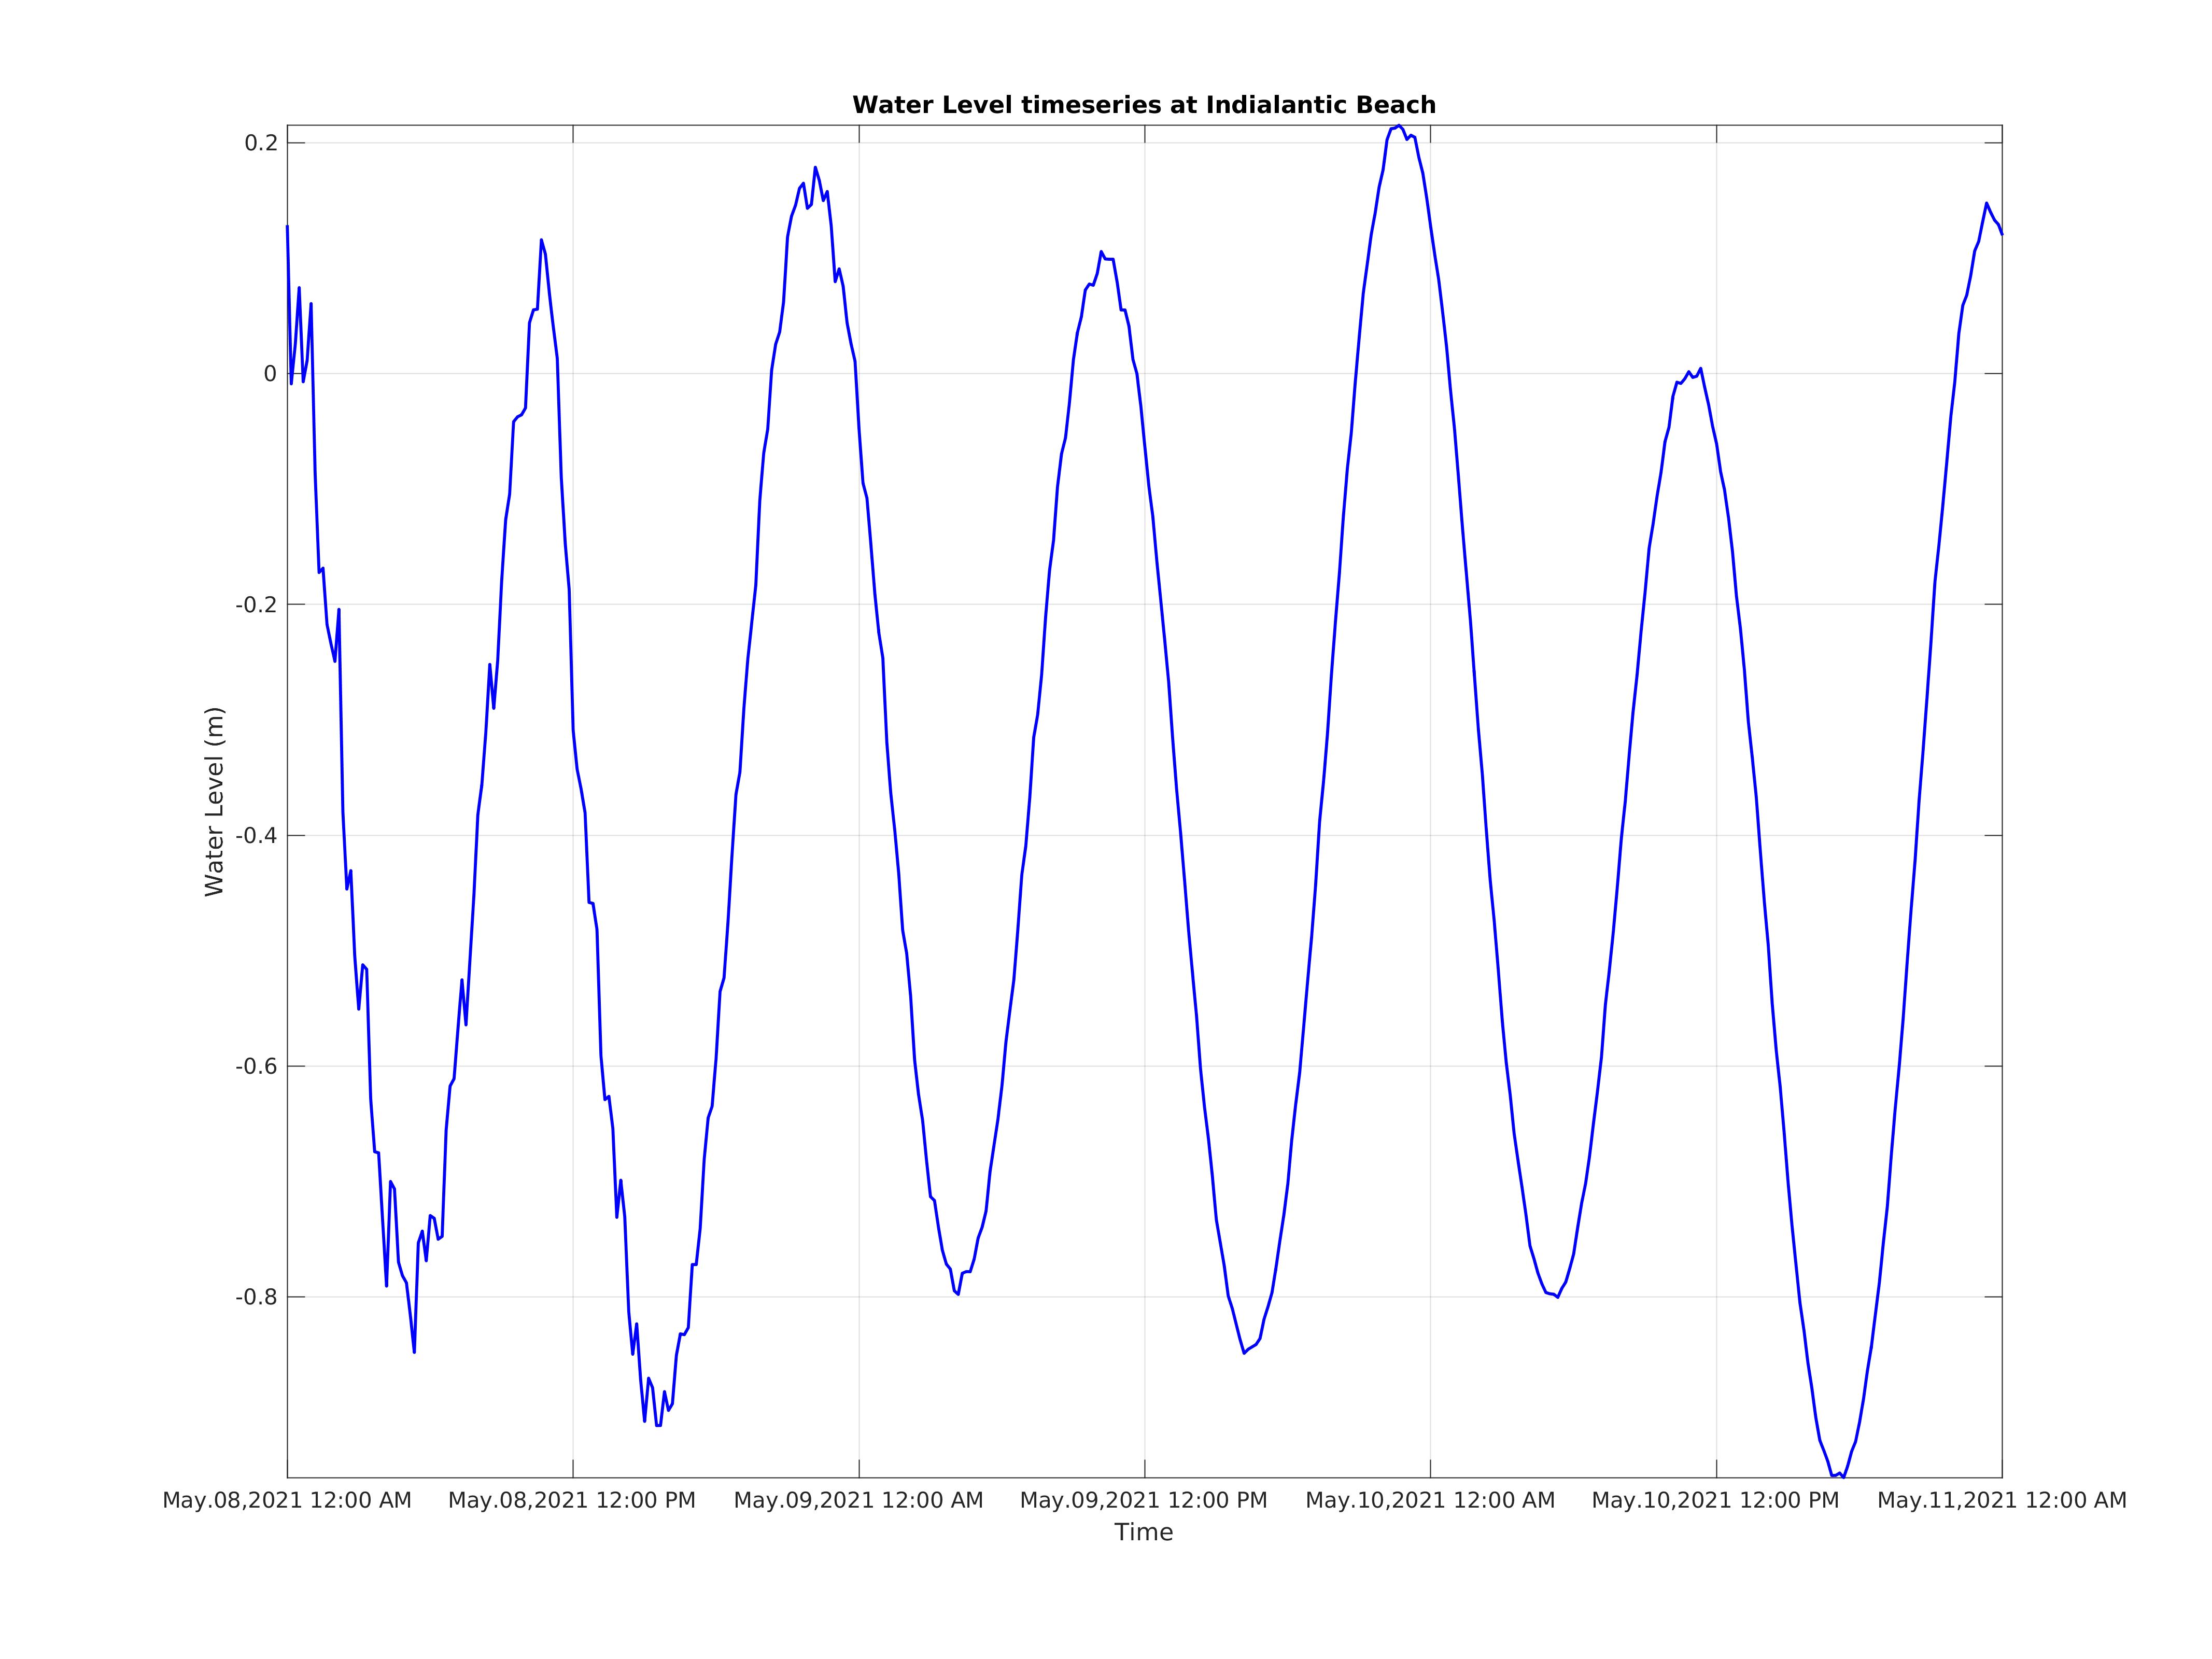 Water Level timeseries at Indialantic Beach
0.2
0
-0.2
-0.4
-0.6
-0.8
Water Level (m)
May.08,2021 12:00 AM May.08,2021 12:00 PM May.09,2021 12:00 AM May.09,2021 12:00 PM May.10,2021 12:00 AM May.10,2021 12:00 PM May.11,2021 12:00 AM
Time